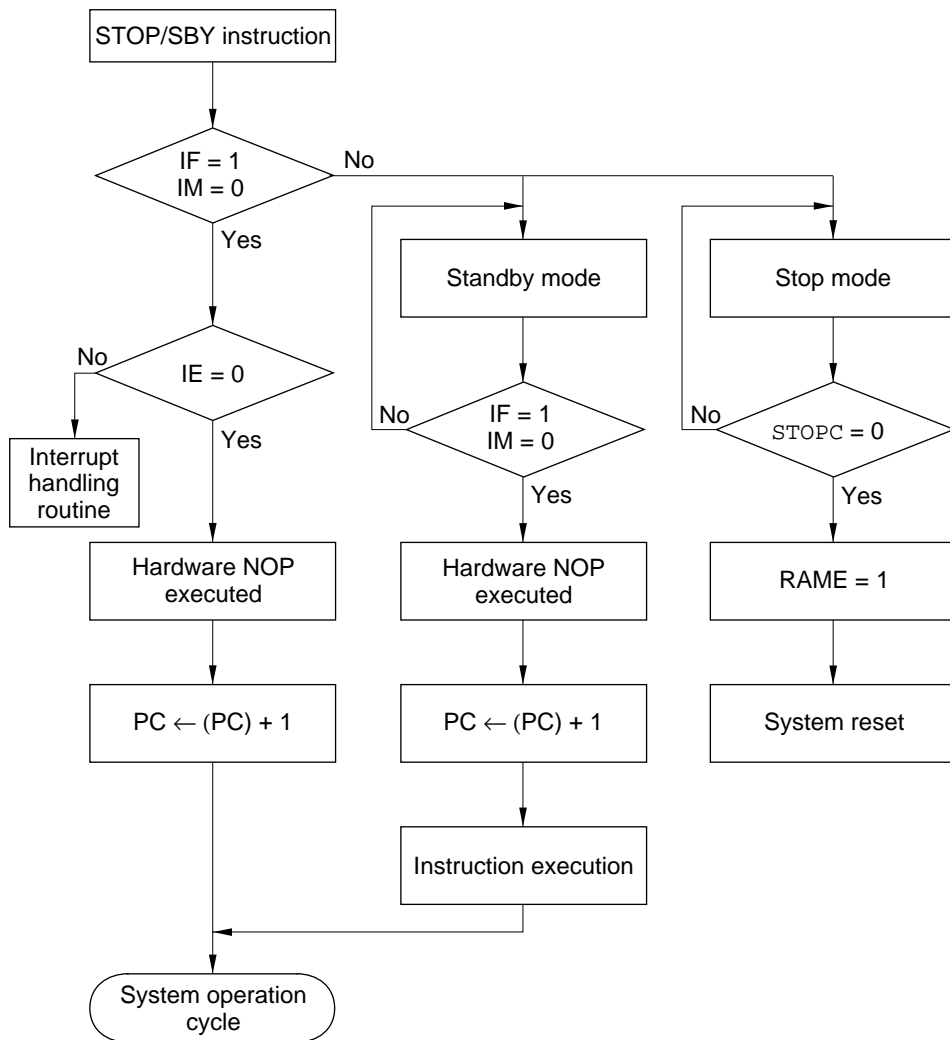 STOP/SBY instruction
IF = 1
IM = 0
No
Yes
Standby mode
Stop mode
No
IE = 0
Yes
Interrupt
handling
routine
No
IF = 1
IM = 0
Yes
No
STOPC = 0
Yes
Hardware NOP
executed
Hardware NOP
executed
RAME = 1
PC ← (PC) + 1
PC ← (PC) + 1
System reset
Instruction execution
System operation
cycle